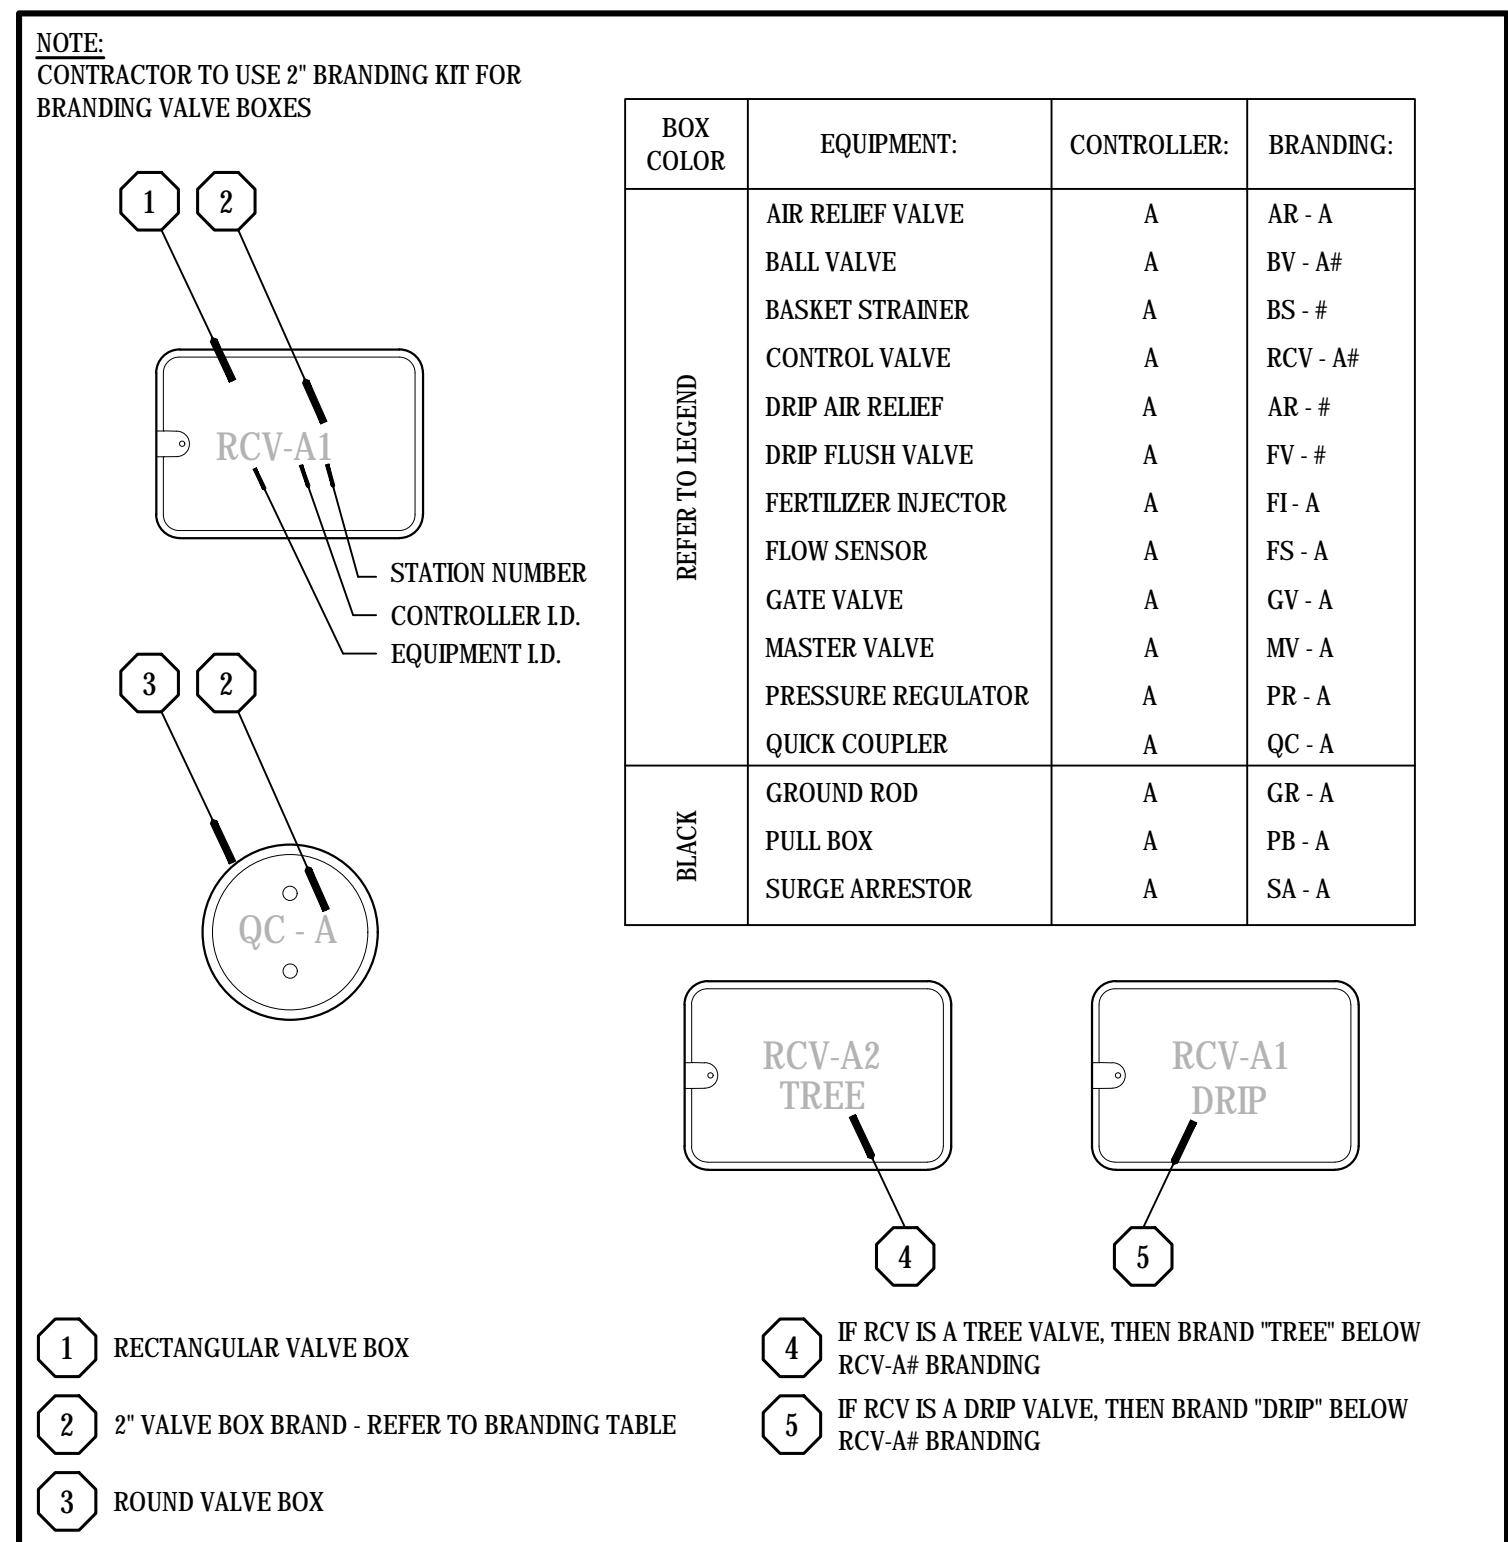 NOTE:
CONTRACTOR TO USE 2" BRANDING KIT FOR
BRANDING VALVE BOXES
1 2
RCV-A1
STATION NUMBER
CONTROLLER I.D.
EQUIPMENT I.D.
3 2
QC - A
BOX COLOR EQUIPMENT: CONTROLLER: BRANDING:
REFER TO LEGEND
AIR RELIEF VALVE A AR - A
BALL VALVE A BV - A#
BASKET STRAINER A BS - #
CONTROL VALVE A RCV - A#
DRIP AIR RELIEF A AR - #
DRIP FLUSH VALVE A FV - #
FERTILIZER INJECTOR A FI - A
FLOW SENSOR A FS - A
GATE VALVE A GV - A
MASTER VALVE A MV - A
PRESSURE REGULATOR A PR - A
QUICK COUPLER A QC - A
BLACK
GROUND ROD A GR - A
PULL BOX A PB - A
SURGE ARRESTOR A SA - A
RCV-A2
TREE
4
RCV-A1
DRIP
5
1 RECTANGULAR VALVE BOX
2 2" VALVE BOX BRAND - REFER TO BRANDING TABLE
3 ROUND VALVE BOX
4 IF RCV IS A TREE VALVE, THEN BRAND "TREE" BELOW
RCV-A# BRANDING
5 IF RCV IS A DRIP VALVE, THEN BRAND "DRIP" BELOW
RCV-A# BRANDING